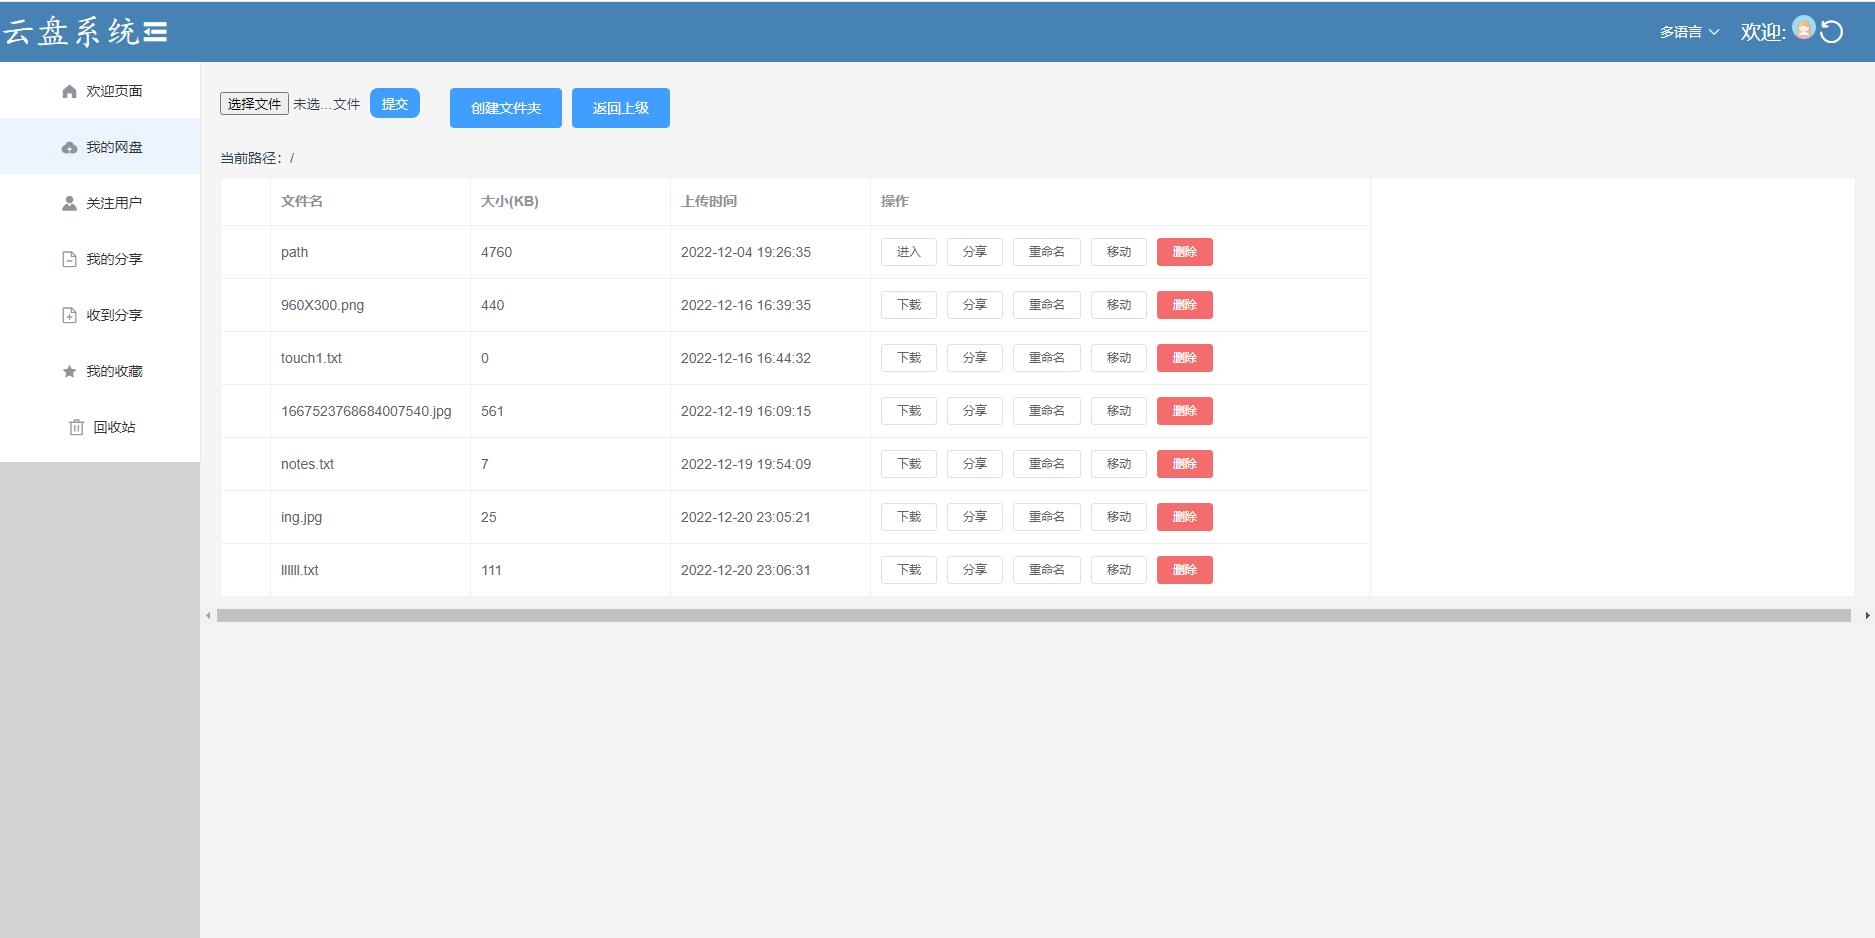 云盘系统
多语言 欢迎:
欢迎页面
我的网盘
关注用户
我的分享
收到分享
我的收藏
回收站
选择文件 未选...文件 提交 创建文件夹 返回上级
当前路径: /
文件名 大小(KB) 上传时间 操作
path 4760 2022-12-04 19:26:35 进入 分享 重命名 移动 删除
960X300.png 440 2022-12-16 16:39:35 下载 分享 重命名 移动 删除
touch1.txt 0 2022-12-16 16:44:32 下载 分享 重命名 移动 删除
1667523768684007540.jpg 561 2022-12-19 16:09:15 下载 分享 重命名 移动 删除
notes.txt 7 2022-12-19 19:54:09 下载 分享 重命名 移动 删除
ing.jpg 25 2022-12-20 23:05:21 下载 分享 重命名 移动 删除
llllll.txt 111 2022-12-20 23:06:31 下载 分享 重命名 移动 删除